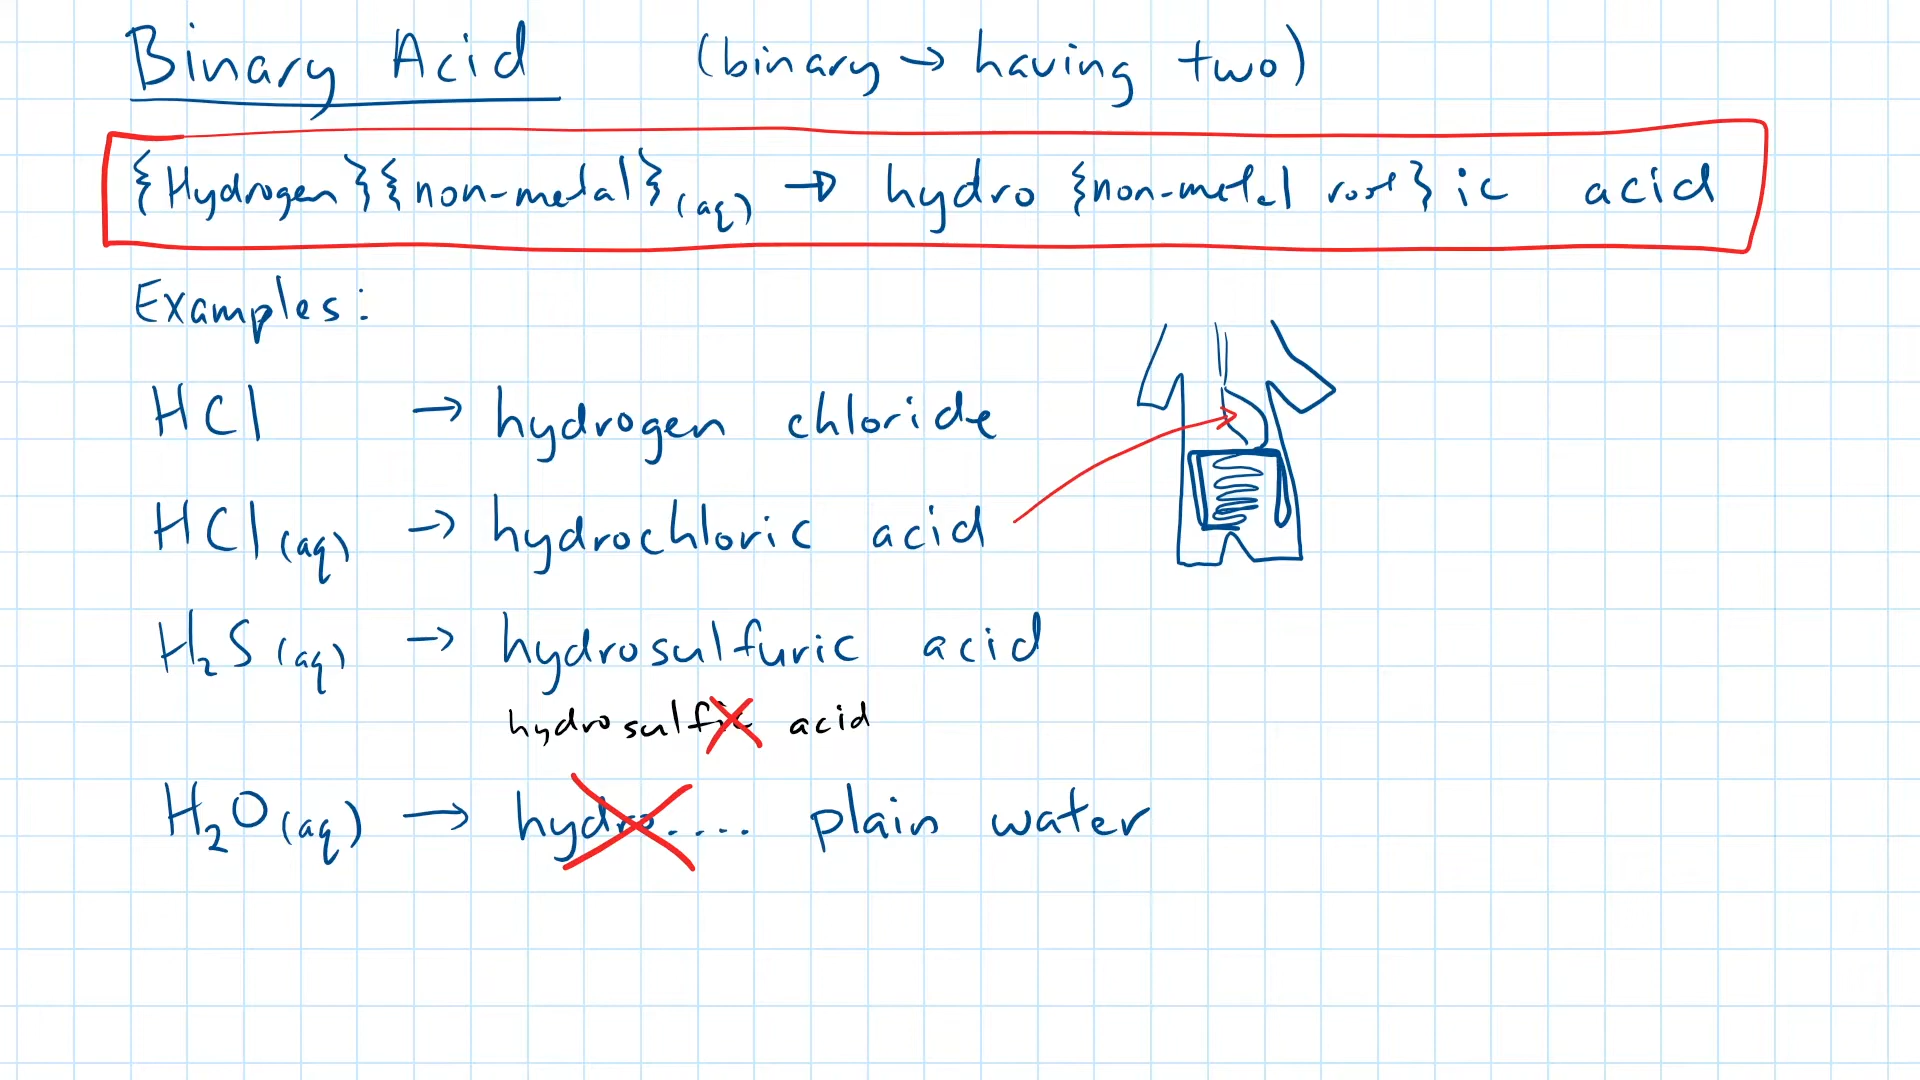 Binary Acid (binary → having two)
{Hydrogen}{non-metal}(aq) → hydro {non-metal root} ic acid
Examples:
HCl → hydrogen chloride
HCl(aq) → hydrochloric acid
H₂S(aq) → hydrosulfuric acid
hydrosulfic acid
H₂O(aq) → hydro.... plain water